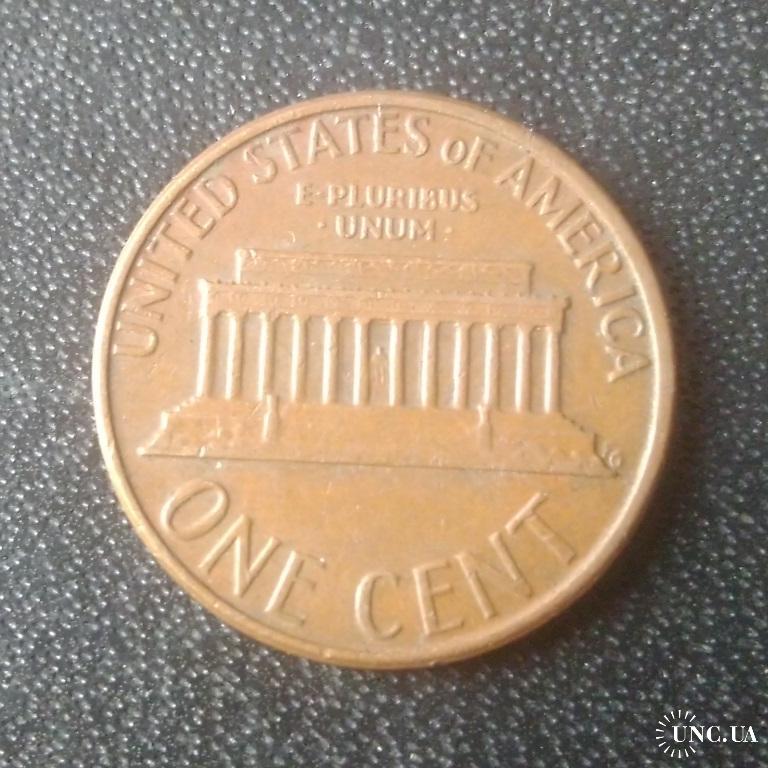 UNITED STATES OF AMERICA
E·PLURIBUS
·UNUM·
ONE CENT
UNC.UA